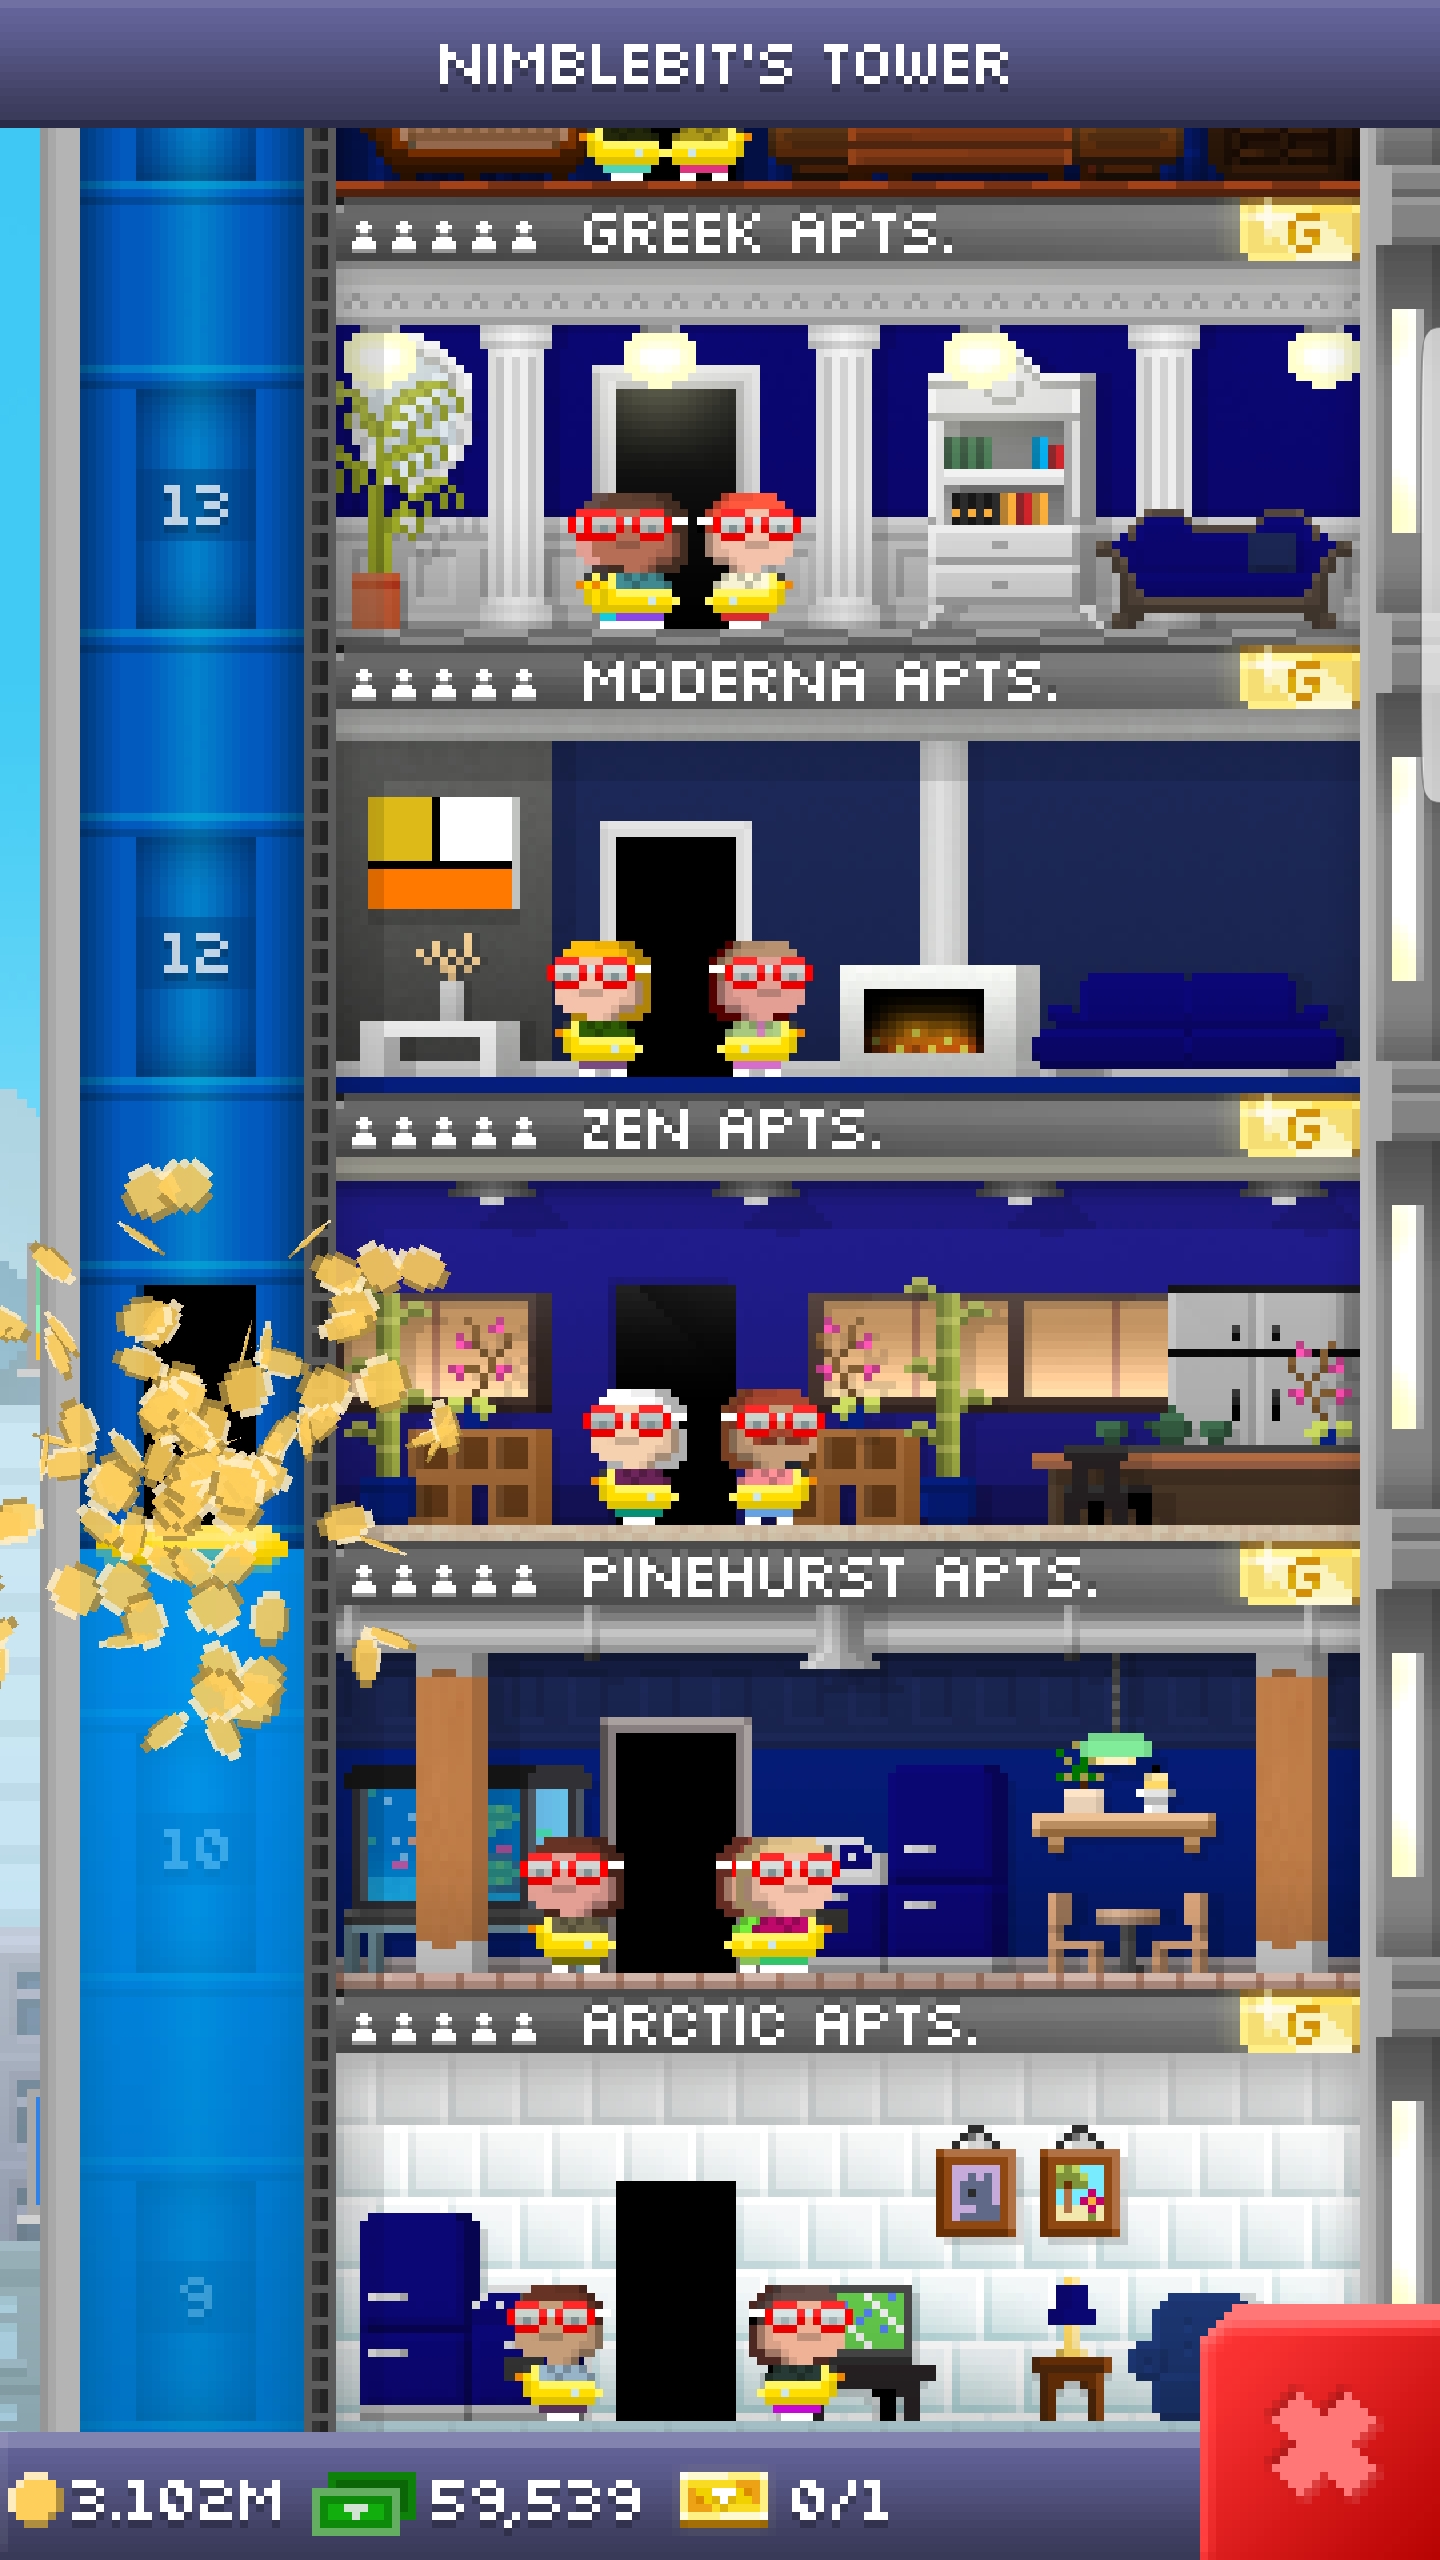 NIMBLEBIT'S TOWER
GREEK APTS. G
13
MODERNA APTS. G
12
ZEN APTS. G
PINEHURST APTS. G
10
ARCTIC APTS. G
9
3.102M 59,539 0/1